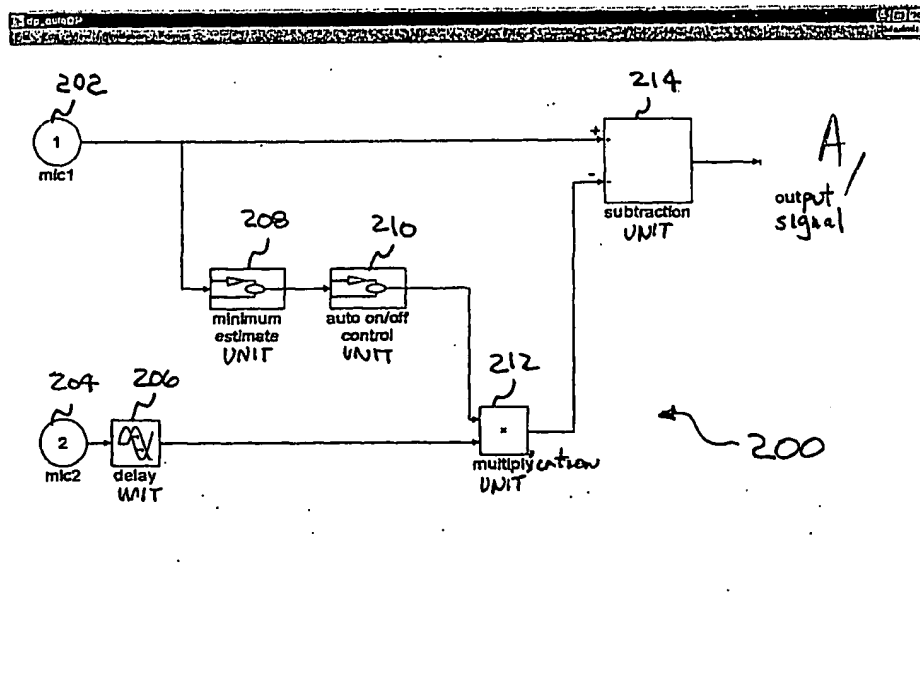 202
1
mic1
214
+
-
subtraction
UNIT
A
output
signal
208
minimum
estimate
UNIT
210
auto on/off
control
UNIT
204
2
mic2
206
delay
UNIT
212
x
multiplication
UNIT
200